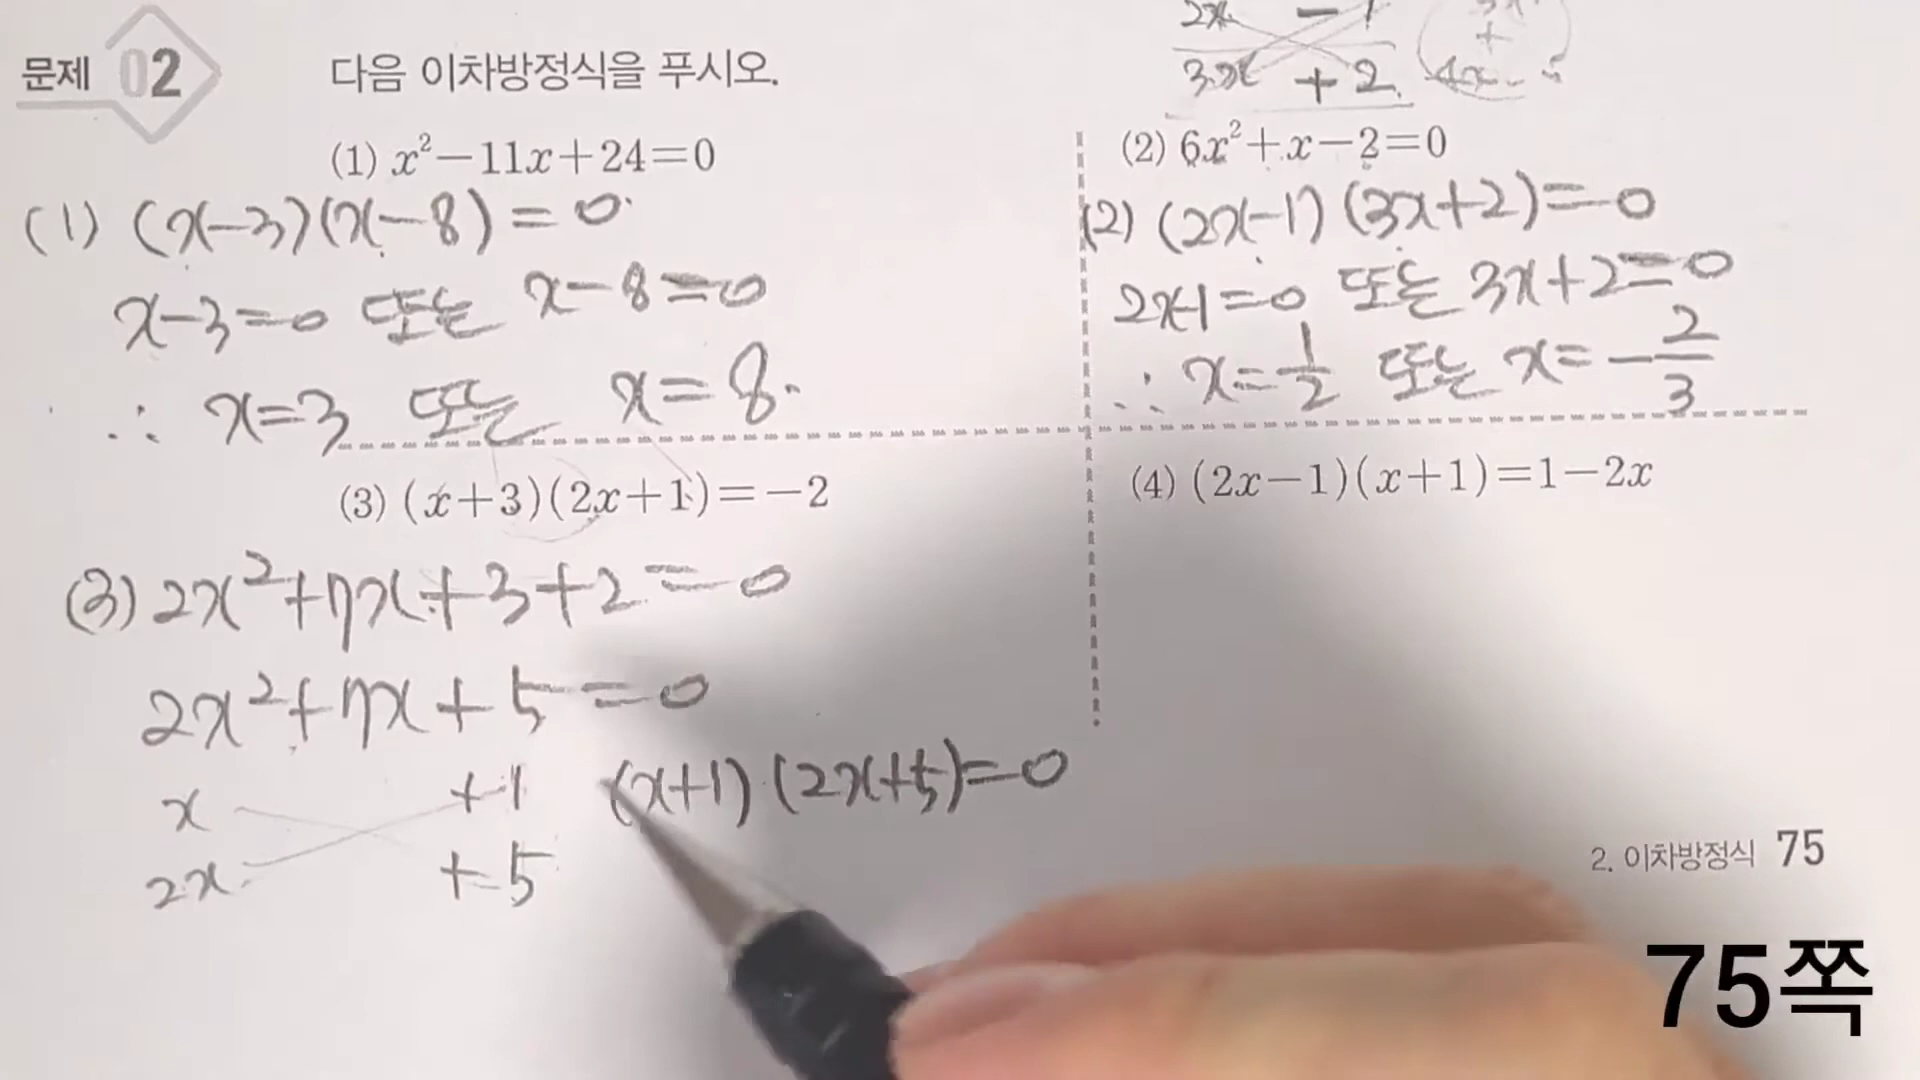 문제 02 다음 이차방정식을 푸시오.
2x - 1
3x + 2
+
4x
(1) x²-11x+24=0
(1) (x-3)(x-8)=0.
x-3=0 또는 x-8=0
∴ x=3 또는 x=8.
(2) 6x²+x-2=0
(2) (2x-1)(3x+2)=0
2x-1=0 또는 3x+2=0
∴ x=1/2 또는 x=-2/3
(3) (x+3)(2x+1)=-2
(3) 2x²+7x+3+2=0
2x²+7x+5=0
x +1
2x +5
(x+1)(2x+5)=0
(4) (2x-1)(x+1)=1-2x
2. 이차방정식 75
75쪽